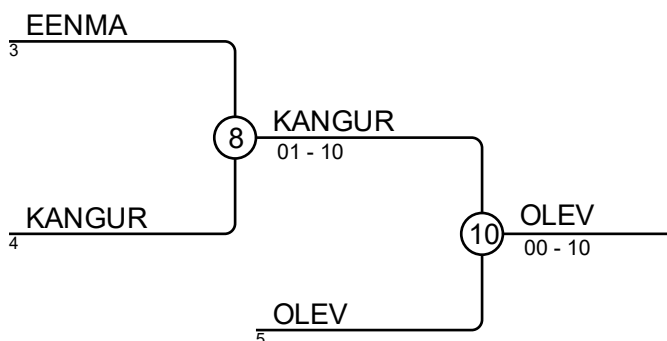 EENMA
3
8
KANGUR
01 - 10
KANGUR
4
10
OLEV
00 - 10
OLEV
5